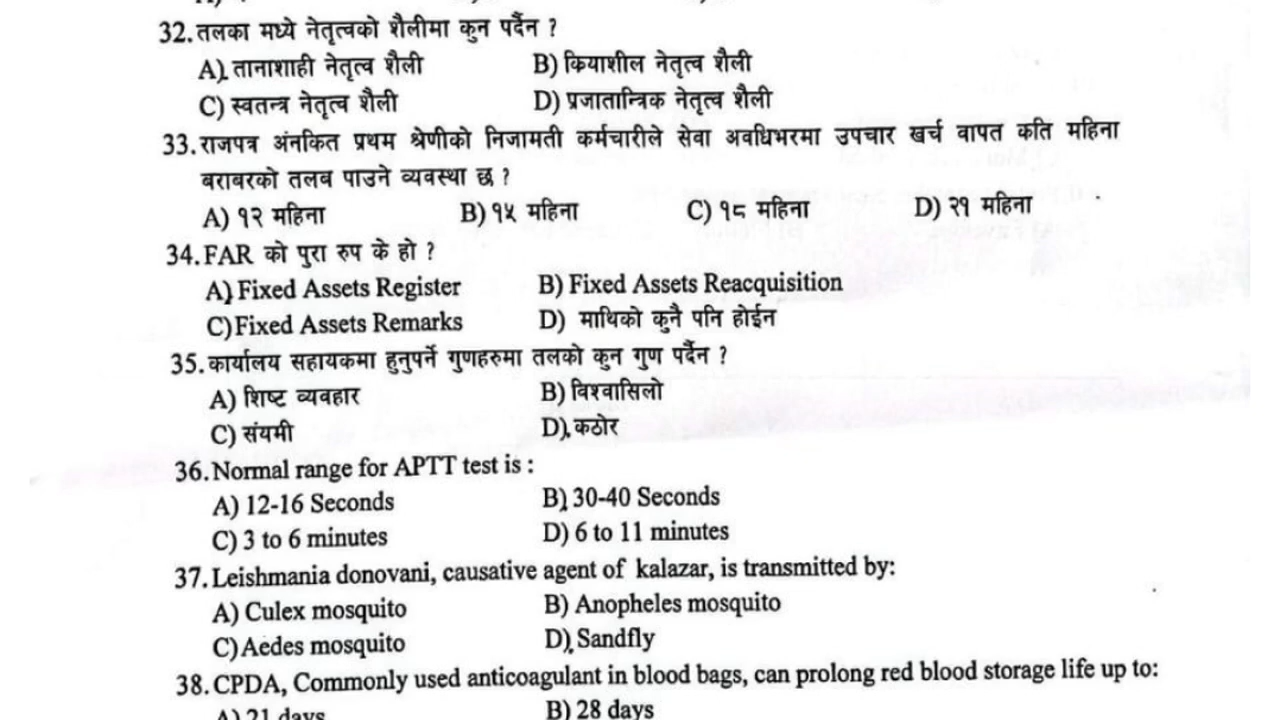 32. तलका मध्ये नेतृत्वको शैलीमा कुन पर्दैन ?
A) तानाशाही नेतृत्व शैली B) कियाशील नेतृत्व शैली
C) स्वतन्त्र नेतृत्व शैली D) प्रजातान्त्रिक नेतृत्व शैली
33. राजपत्र अंनकित प्रथम श्रेणीको निजामती कर्मचारीले सेवा अवधिभरमा उपचार खर्च वापत कति महिना
बराबरको तलब पाउने व्यवस्था छ ?
A) १२ महिना B) १५ महिना C) १८ महिना D) २१ महिना
34. FAR को पुरा रुप के हो ?
A) Fixed Assets Register B) Fixed Assets Reacquisition
C) Fixed Assets Remarks D) माथिको कुनै पनि होईन
35. कार्यालय सहायकमा हुनुपर्ने गुणहरुमा तलको कुन गुण पर्दैन ?
A) शिष्ट व्यवहार B) विश्वासिलो
C) संयमी D) कठोर
36. Normal range for APTT test is :
A) 12-16 Seconds B) 30-40 Seconds
C) 3 to 6 minutes D) 6 to 11 minutes
37. Leishmania donovani, causative agent of kalazar, is transmitted by:
A) Culex mosquito B) Anopheles mosquito
C) Aedes mosquito D) Sandfly
38. CPDA, Commonly used anticoagulant in blood bags, can prolong red blood storage life up to:
A) 21 days B) 28 days